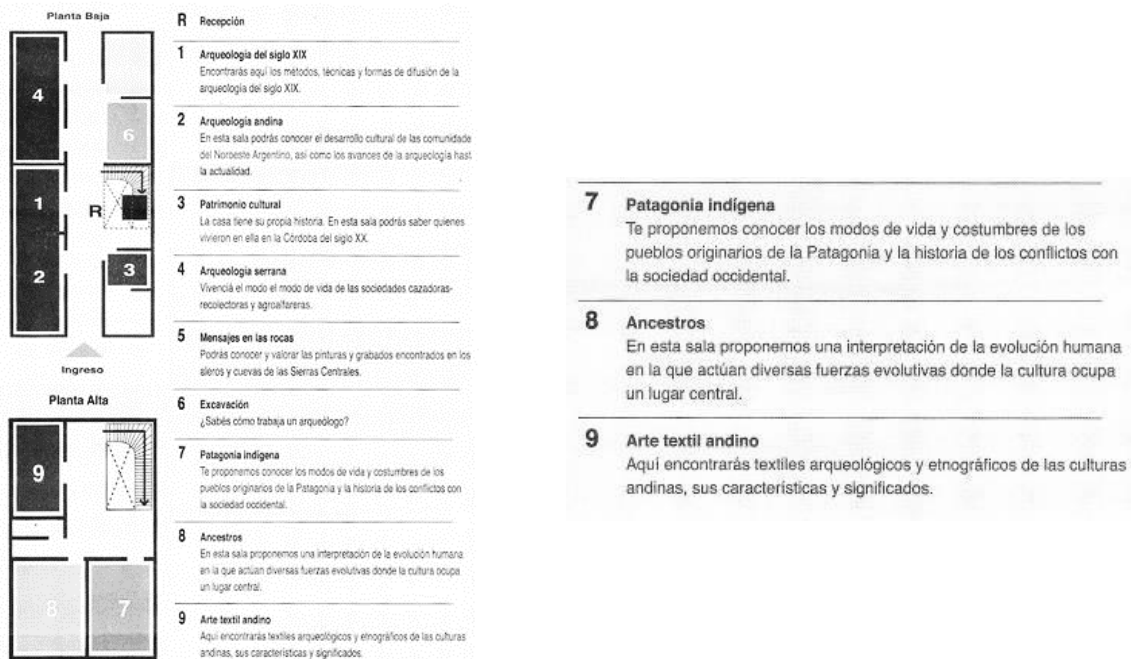 Planta Baja
4
6
1
R
2
3
Ingreso
Planta Alta
9
8
7
R Recepción
1 Arqueología del siglo XIX
Encontrarás aquí los métodos, técnicas y formas de difusión de la
arqueología del siglo XIX.
2 Arqueología andina
En esta sala podrás conocer el desarrollo cultural de las comunidade
del Noroeste Argentino, así como los avances de la arqueología hast
la actualidad.
3 Patrimonio cultural
La casa tiene su propia historia. En esta sala podrás saber quienes
vivieron en ella en la Córdoba del siglo XX.
4 Arqueología serrana
Vivenciá el modo el modo de vida de las sociedades cazadoras-
recolectoras y agroalfareras.
5 Mensajes en las rocas
Podrás conocer y valorar las pinturas y grabados encontrados en los
aleros y cuevas de las Sierras Centrales.
6 Excavación
¿Sabés cómo trabaja un arqueólogo?
7 Patagonia indígena
Te proponemos conocer los modos de vida y costumbres de los
pueblos originarios de la Patagonia y la historia de los conflictos con
la sociedad occidental.
8 Ancestros
En esta sala proponemos una interpretación de la evolución humana
en la que actúan diversas fuerzas evolutivas donde la cultura ocupa
un lugar central.
9 Arte textil andino
Aquí encontrarás textiles arqueológicos y etnográficos de las culturas
andinas, sus características y significados.
7 Patagonia indígena
Te proponemos conocer los modos de vida y costumbres de los
pueblos originarios de la Patagonia y la historia de los conflictos con
la sociedad occidental.
8 Ancestros
En esta sala proponemos una interpretación de la evolución humana
en la que actúan diversas fuerzas evolutivas donde la cultura ocupa
un lugar central.
9 Arte textil andino
Aquí encontrarás textiles arqueológicos y etnográficos de las culturas
andinas, sus características y significados.